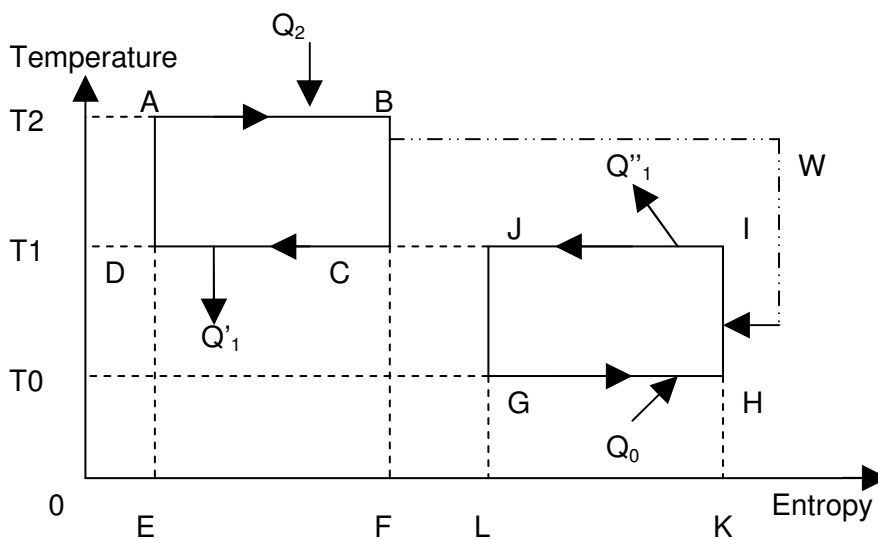 Q₂
Temperature
T2 A B
W
Q''₁
T1 J I
D C
Q'₁
T0
G H
Q₀
0 Entropy
E F L K